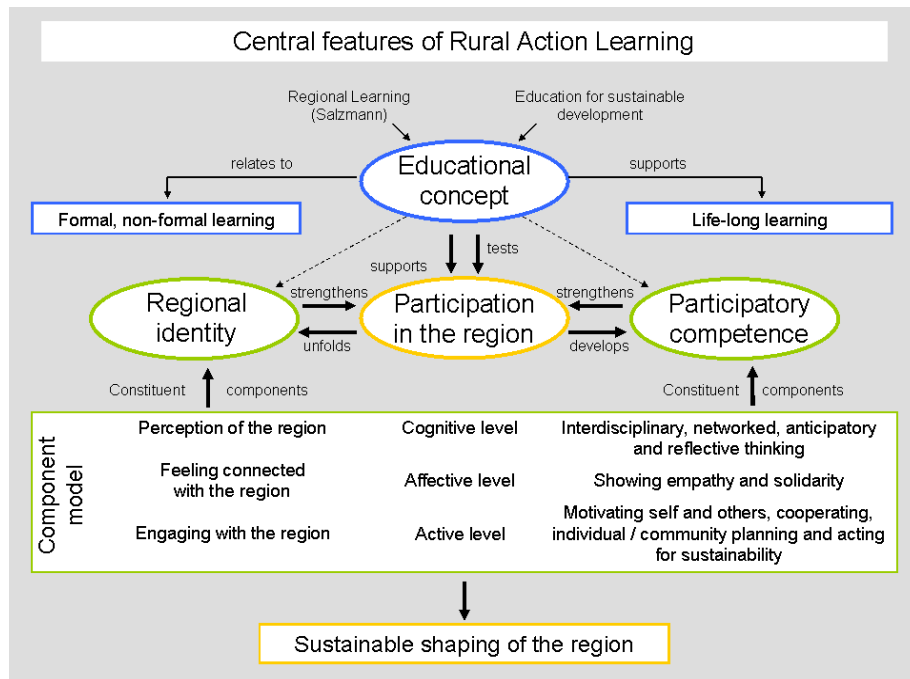 Central features of Rural Action Learning
Regional Learning
(Salzmann)
Education for sustainable
development
relates to
Educational
concept
supports
Formal, non-formal learning
Life-long learning
supports
tests
Regional
identity
strengthens
unfolds
Participation
in the region
strengthens
develops
Participatory
competence
Constituent
components
Constituent
components
Component
model
Perception of the region
Cognitive level
Interdisciplinary, networked, anticipatory
and reflective thinking
Feeling connected
with the region
Affective level
Showing empathy and solidarity
Engaging with the region
Active level
Motivating self and others, cooperating,
individual / community planning and acting
for sustainability
Sustainable shaping of the region